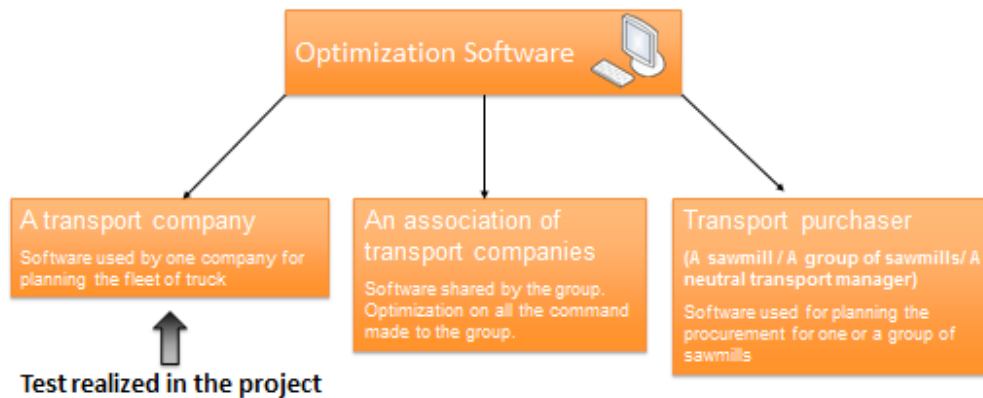 Optimization Software
A transport company
Software used by one company for
planning the fleet of truck
An association of
transport companies
Software shared by the group.
Optimization on all the command
made to the group.
Transport purchaser
(A sawmill / A group of sawmills/ A
neutral transport manager)
Software used for planning the
procurement for one or a group of
sawmills
Test realized in the project